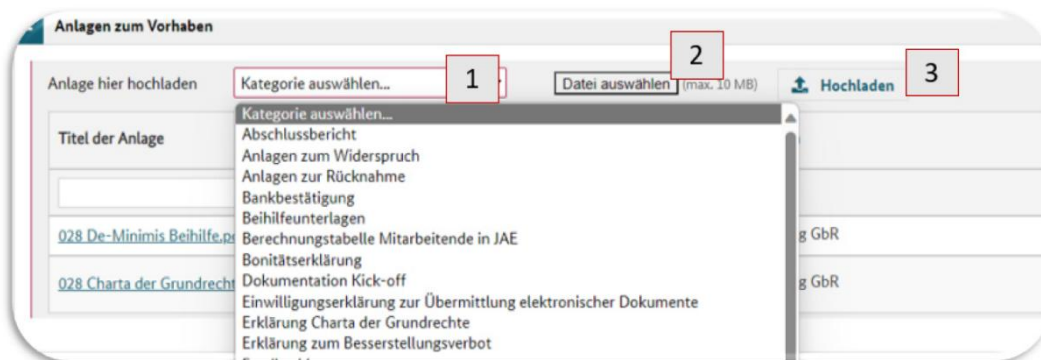 Anlagen zum Vorhaben
Anlage hier hochladen Kategorie auswählen... 1 Datei auswählen 2 (max. 10 MB) Hochladen 3
Kategorie auswählen...
Titel der Anlage Abschlussbericht
Anlagen zum Widerspruch
Anlagen zur Rücknahme
Bankbestätigung
Beihilfeunterlagen
028 De-Minimis Beihilfe.p Berechnungstabelle Mitarbeitende in JAE g GbR
Bonitätserklärung
028 Charta der Grundrecht Dokumentation Kick-off g GbR
Einwilligungserklärung zur Übermittlung elektronischer Dokumente
Erklärung Charta der Grundrechte
Erklärung zum Besserstellungsverbot